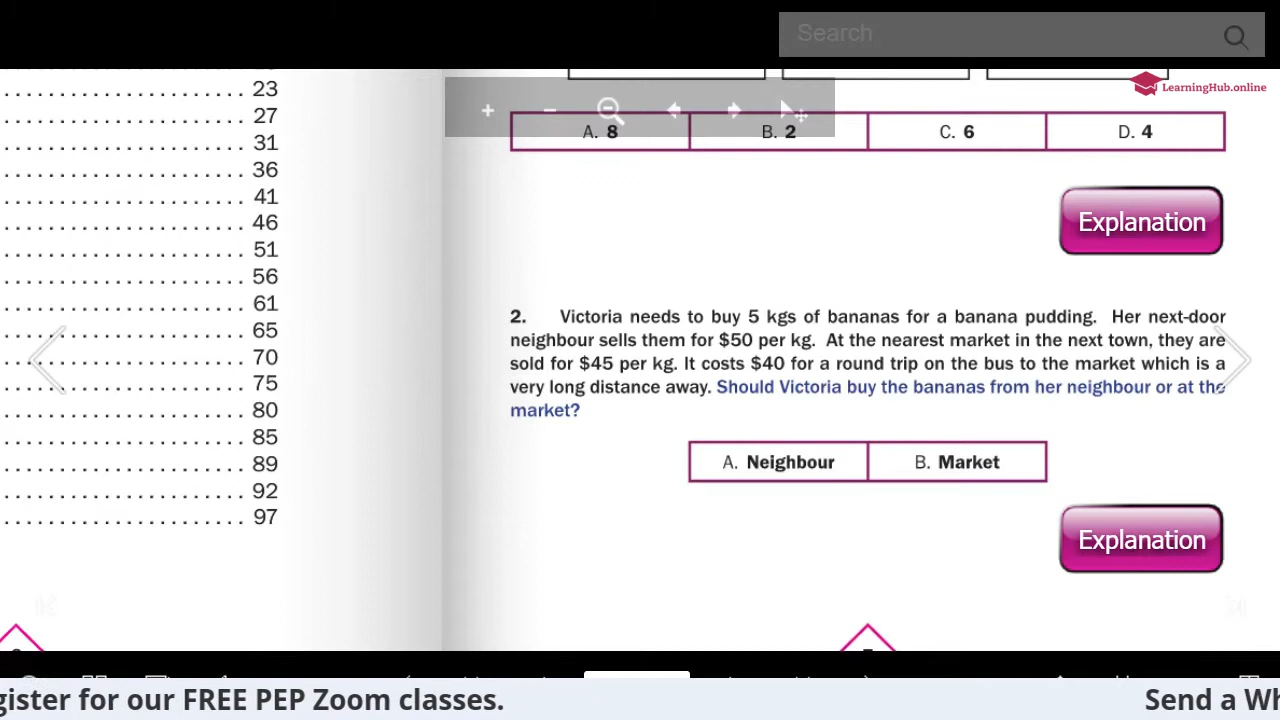 Search
LearningHub.online
23
27
31
36
41
46
51
56
61
65
70
75
80
85
89
92
97
A. 8 B. 2 C. 6 D. 4
Explanation
2. Victoria needs to buy 5 kgs of bananas for a banana pudding. Her next-door
neighbour sells them for $50 per kg. At the nearest market in the next town, they are
sold for $45 per kg. It costs $40 for a round trip on the bus to the market which is a
very long distance away. Should Victoria buy the bananas from her neighbour or at the
market?
A. Neighbour B. Market
Explanation
gister for our FREE PEP Zoom classes. Send a Wh